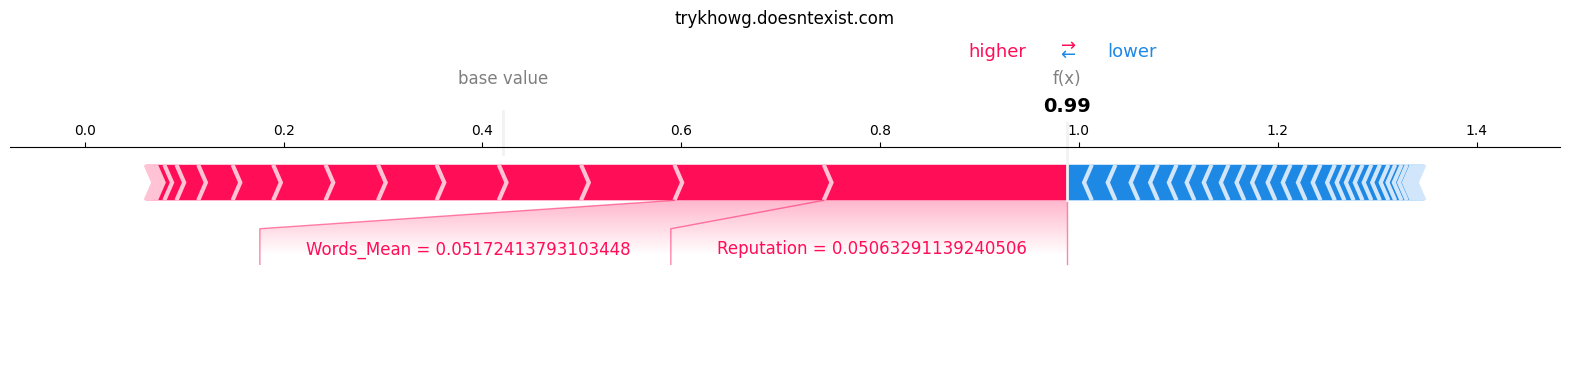 trykhowg.doesntexist.com
higher → ← lower
base value f(x)
0.99
0.0 0.2 0.4 0.6 0.8 1.0 1.2 1.4
Words_Mean = 0.05172413793103448 Reputation = 0.05063291139240506